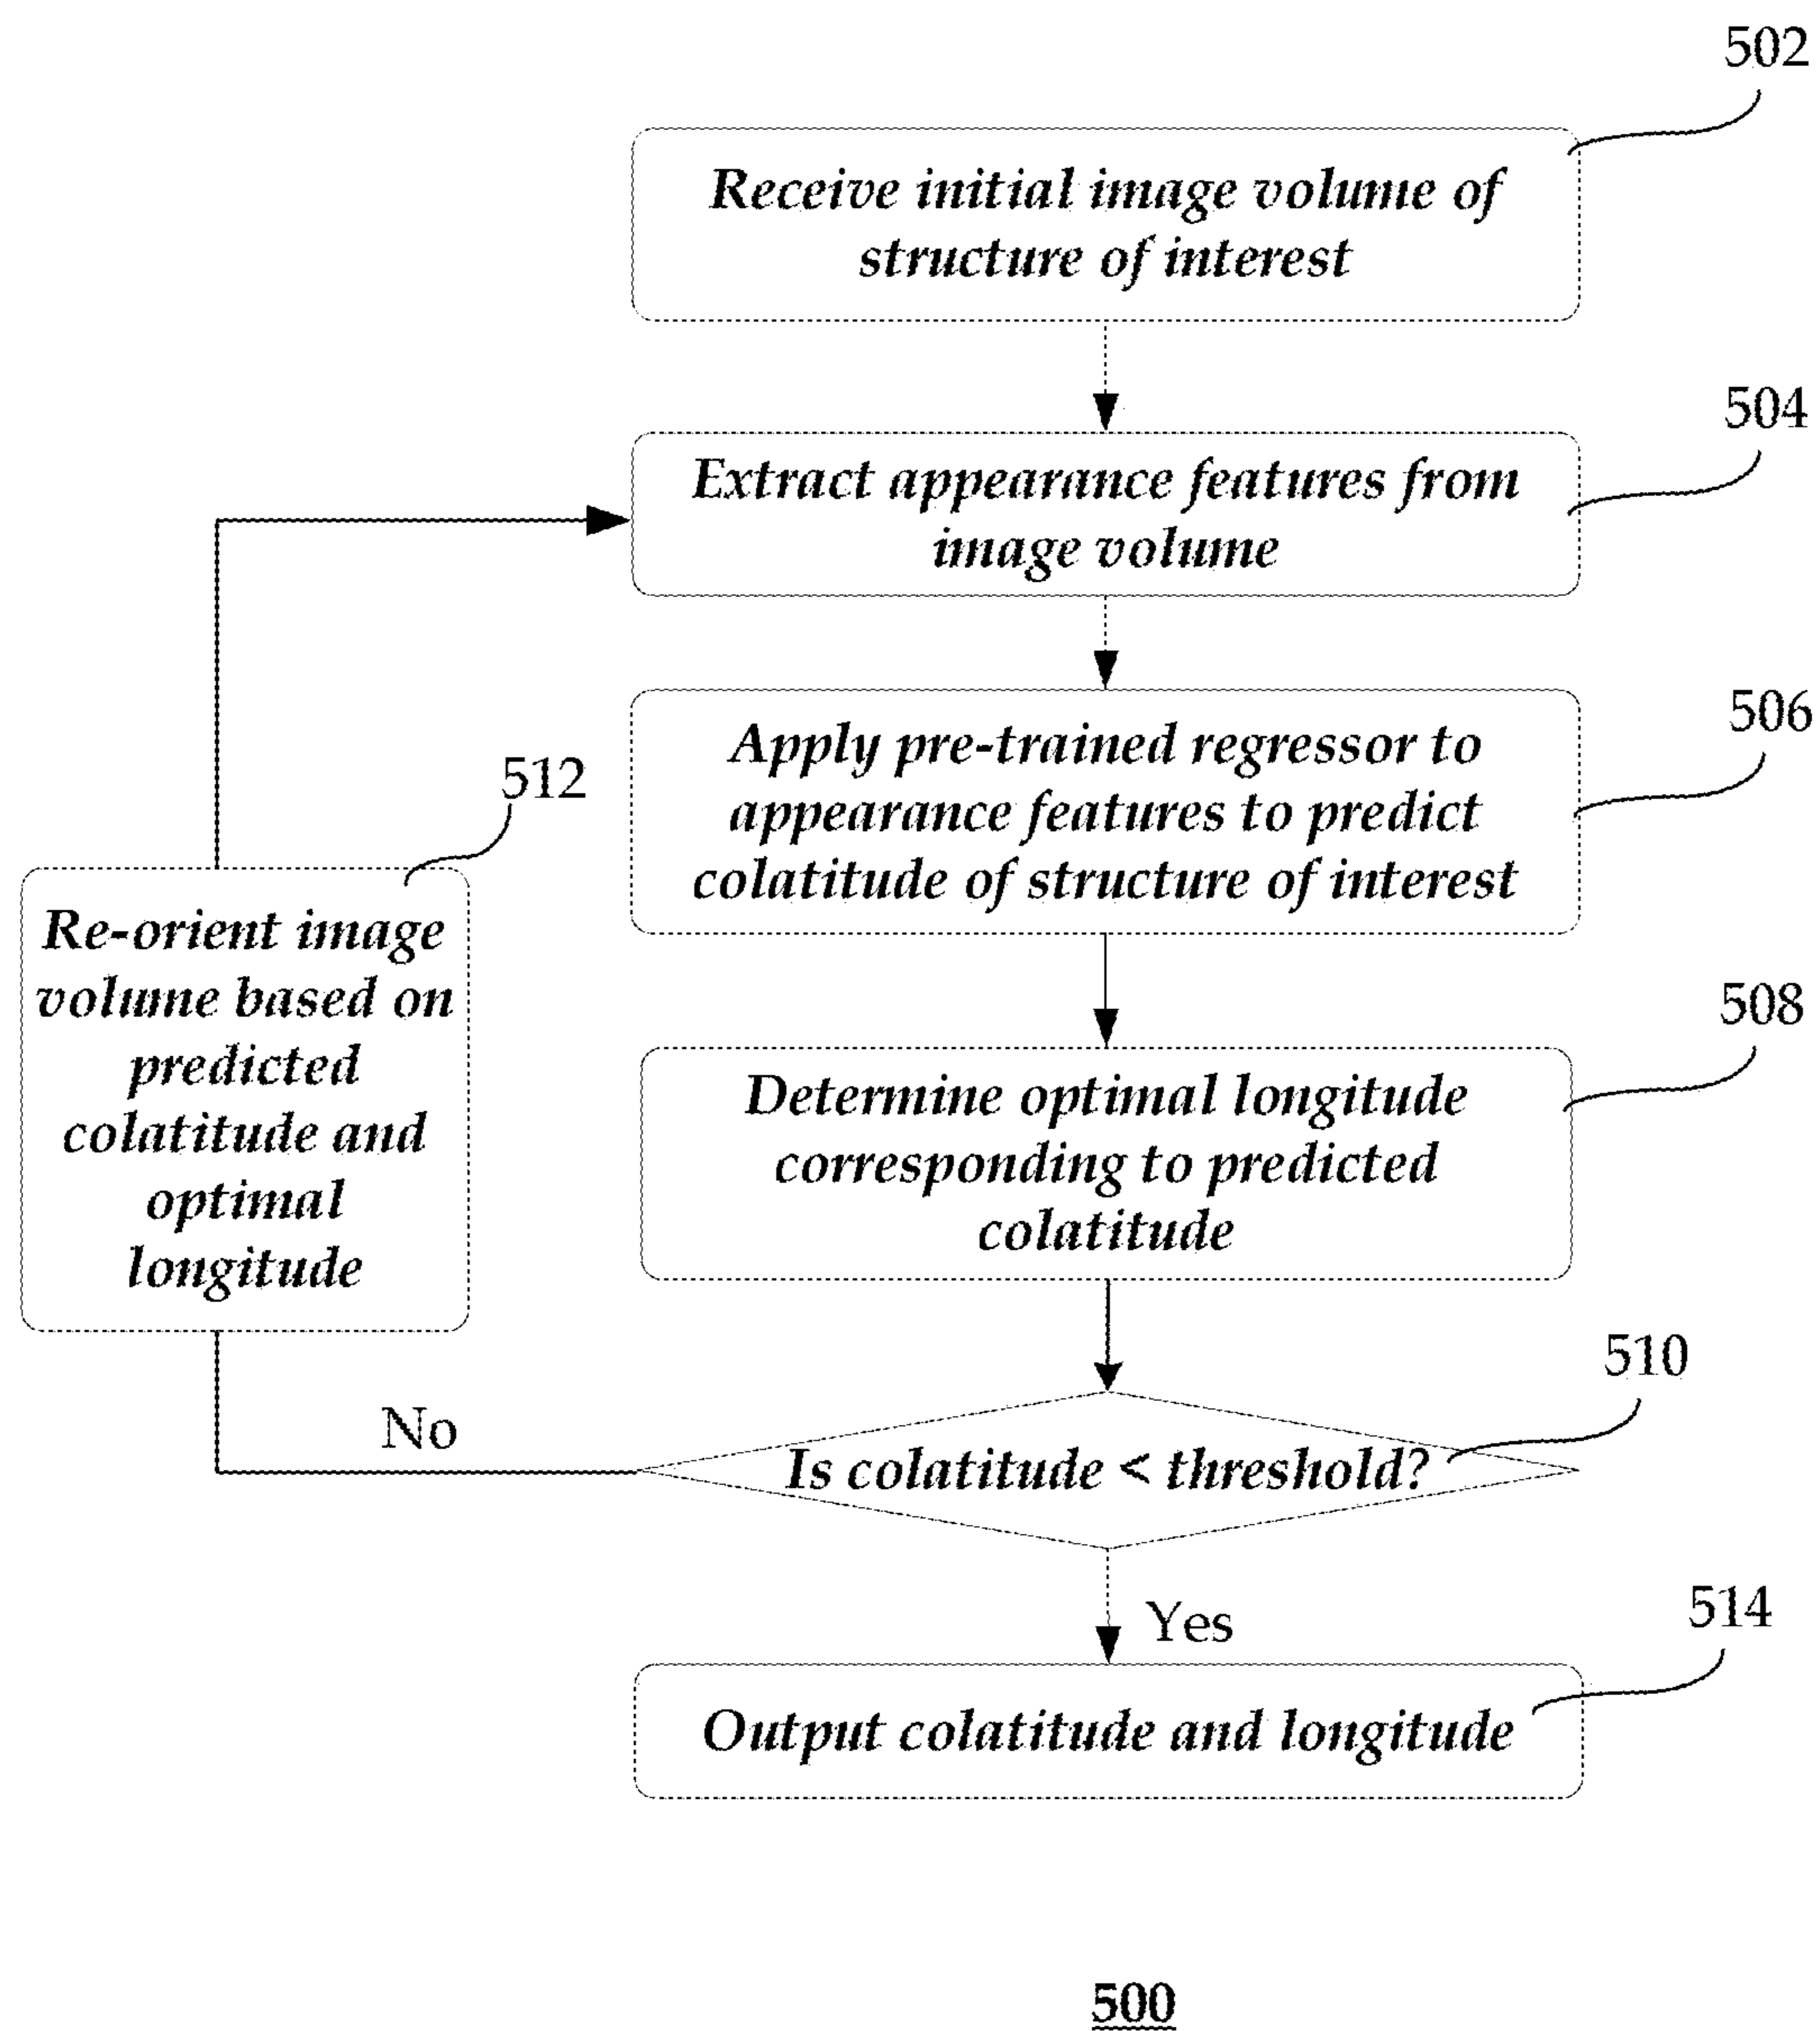 502
Receive initial image volume of
structure of interest
504
Extract appearance features from
image volume
506
Apply pre-trained regressor to
appearance features to predict
colatitude of structure of interest
512
Re-orient image
volume based on
predicted
colatitude and
optimal
longitude
508
Determine optimal longitude
corresponding to predicted
colatitude
510
Is colatitude < threshold?
No
Yes
514
Output colatitude and longitude
500